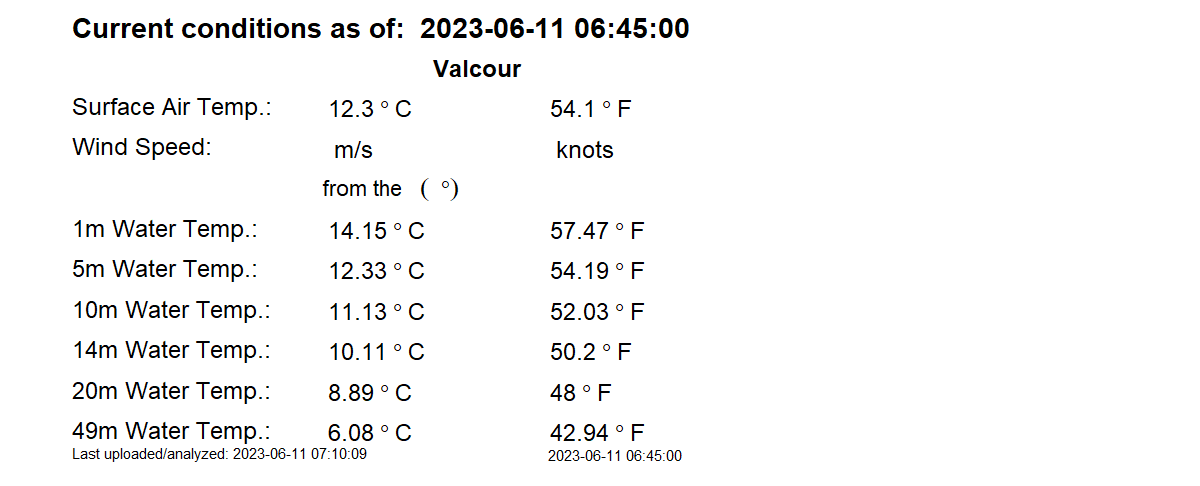 Current conditions as of: 2023-06-11 06:45:00
Valcour
Surface Air Temp.: 12.3 ° C 54.1 ° F
Wind Speed: m/s knots
from the ( °)
1m Water Temp.: 14.15 ° C 57.47 ° F
5m Water Temp.: 12.33 ° C 54.19 ° F
10m Water Temp.: 11.13 ° C 52.03 ° F
14m Water Temp.: 10.11 ° C 50.2 ° F
20m Water Temp.: 8.89 ° C 48 ° F
49m Water Temp.: 6.08 ° C 42.94 ° F
Last uploaded/analyzed: 2023-06-11 07:10:09 2023-06-11 06:45:00